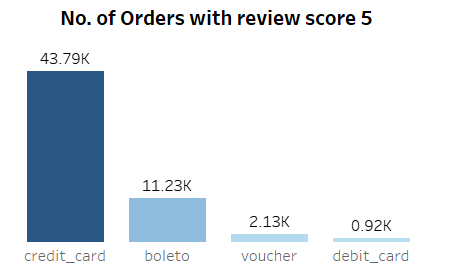 No. of Orders with review score 5
43.79K
11.23K
2.13K
0.92K
credit_card
boleto
voucher
debit_card